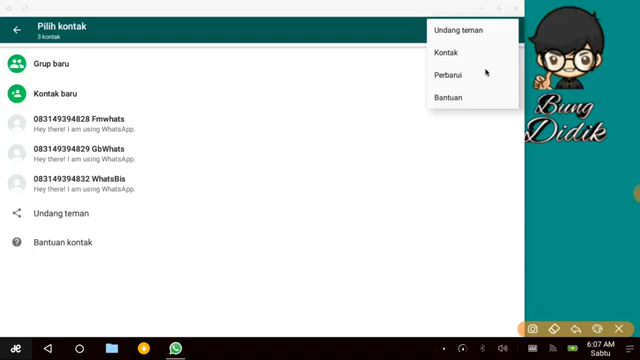 Pilih kontak
3 kontak
Undang teman
Kontak
Perbarui
Bantuan
Grup baru
Kontak baru
083149394828 Fmwhats
Hey there! I am using WhatsApp.
083149394829 GbWhats
Hey there! I am using WhatsApp.
083149394832 WhatsBis
Hey there! I am using WhatsApp.
Undang teman
Bantuan kontak
Bung
Didik
6:07 AM
Sabtu